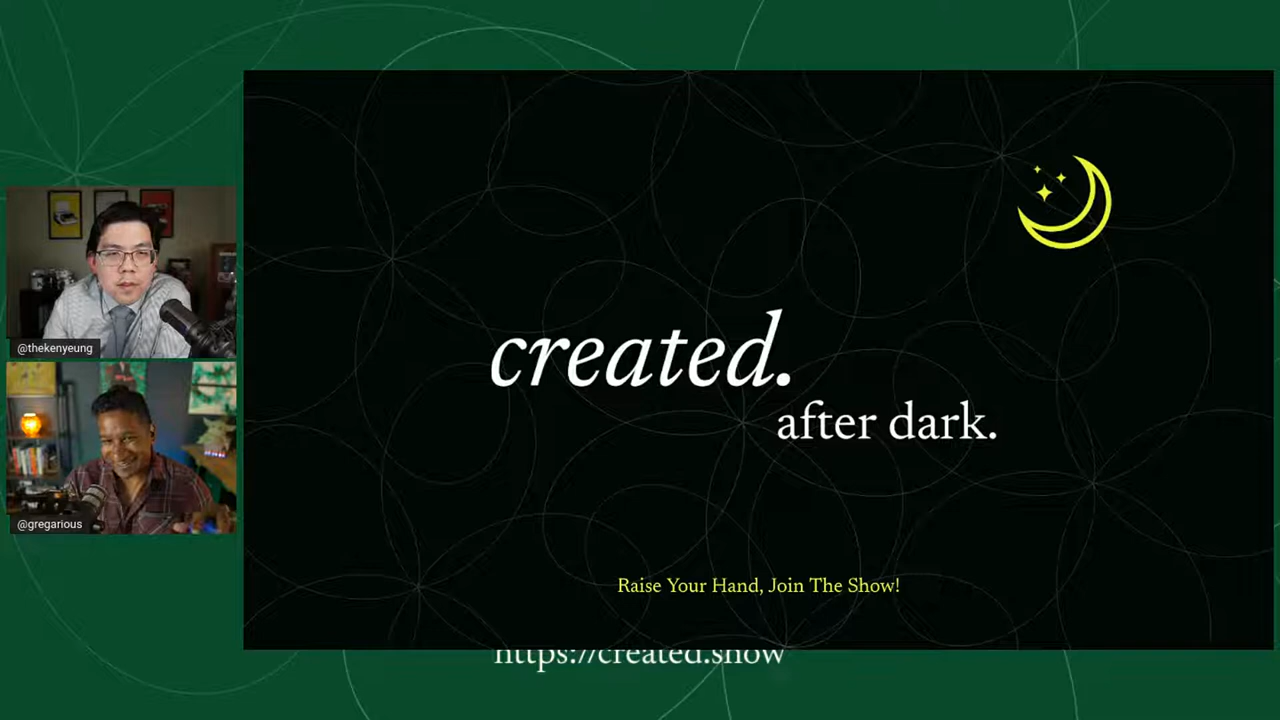 @thekenyeung
@gregarious
created.
after dark.
Raise Your Hand, Join The Show!
https://created.show